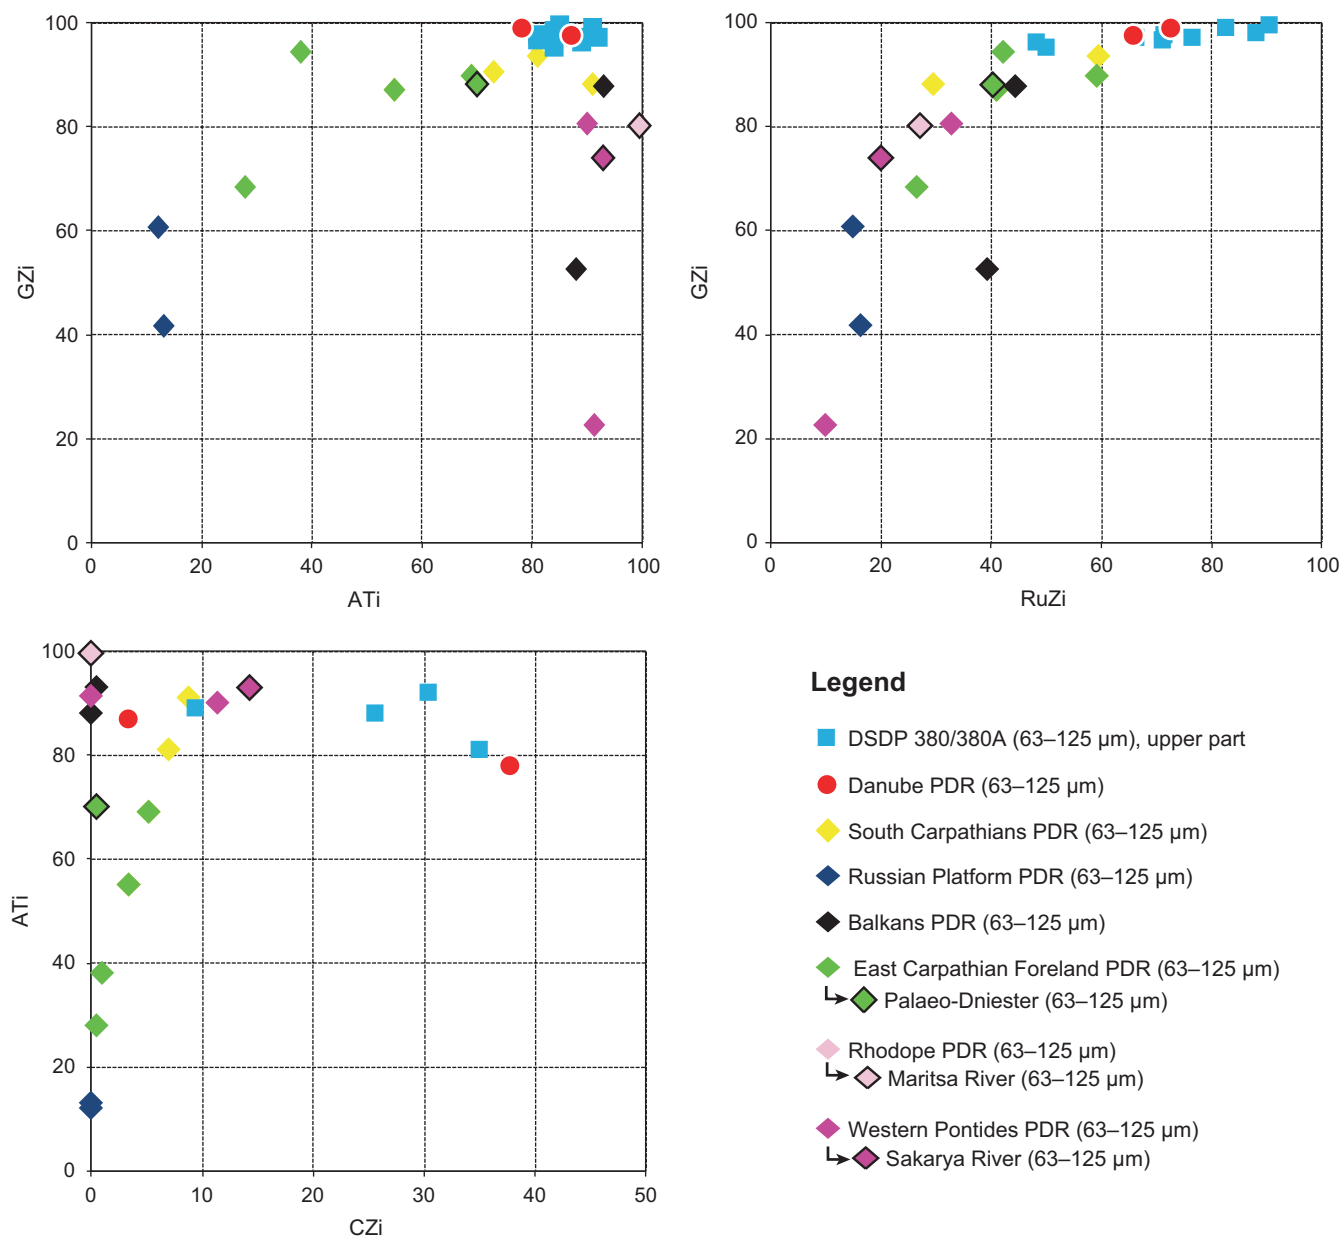 100
80
60
40
20
0
GZi
0 20 40 60 80 100
ATi
100
80
60
40
20
0
GZi
0 20 40 60 80 100
RuZi
100
80
60
40
20
0
ATi
0 10 20 30 40 50
CZi
Legend
DSDP 380/380A (63–125 µm), upper part
Danube PDR (63–125 µm)
South Carpathians PDR (63–125 µm)
Russian Platform PDR (63–125 µm)
Balkans PDR (63–125 µm)
East Carpathian Foreland PDR (63–125 µm)
Palaeo-Dniester (63–125 µm)
Rhodope PDR (63–125 µm)
Maritsa River (63–125 µm)
Western Pontides PDR (63–125 µm)
Sakarya River (63–125 µm)